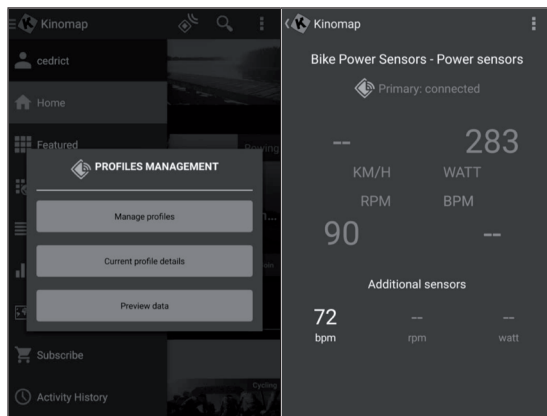 Kinomap
cedrict
Home
Featured
Rowing
PROFILES MANAGEMENT
Manage profiles
Current profile details
Preview data
Subscribe
Cycling
Activity History
Kinomap
Bike Power Sensors - Power sensors
Primary: connected
-- 283
KM/H WATT
RPM BPM
90 --
Additional sensors
72 -- --
bpm rpm watt